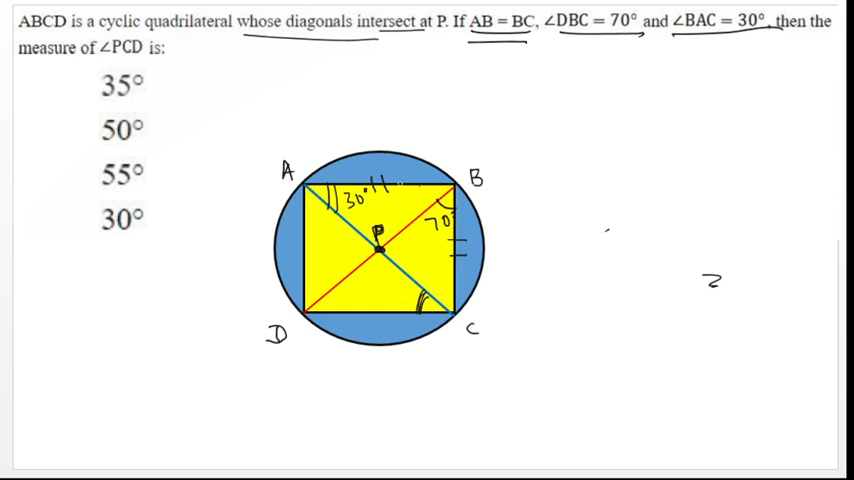 ABCD is a cyclic quadrilateral whose diagonals intersect at P. If AB = BC, ∠DBC = 70° and ∠BAC = 30°, then the
measure of ∠PCD is:
35°
50°
55°
30°
A
B
30°
70°
P
D
C